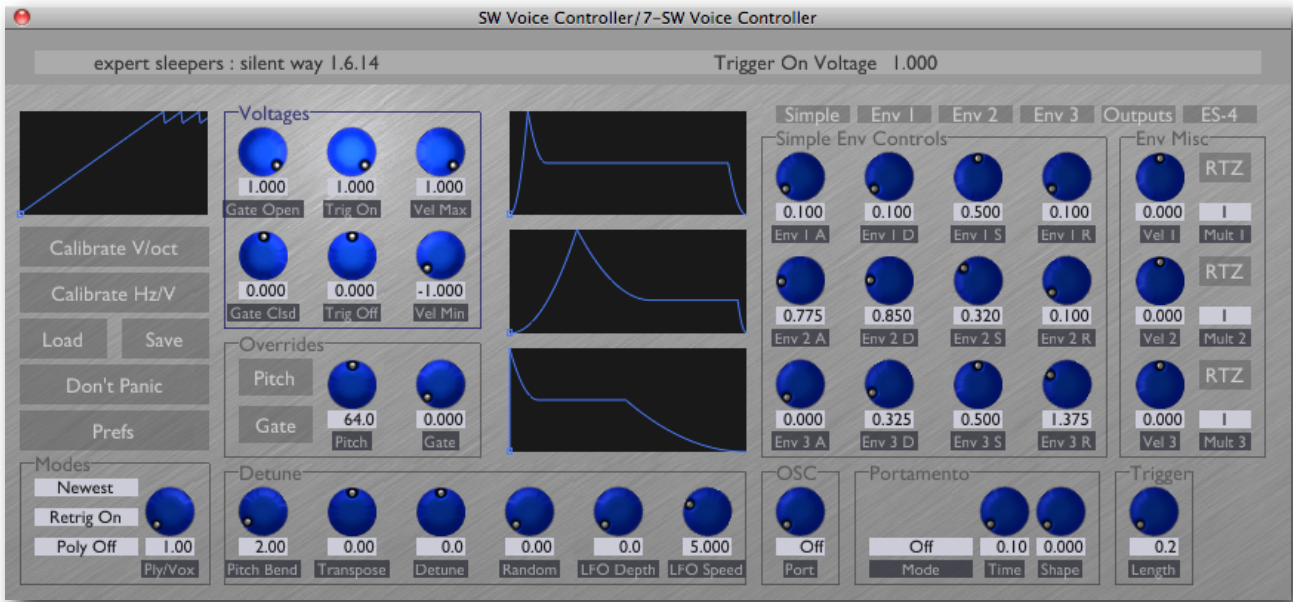 SW Voice Controller/7-SW Voice Controller
expert sleepers : silent way 1.6.14
Trigger On Voltage 1.000
Calibrate V/oct
Calibrate Hz/V
Load Save
Don't Panic
Prefs
Voltages
1.000 1.000 1.000
Gate Open Trig On Vel Max
0.000 0.000 -1.000
Gate Clsd Trig Off Vel Min
Overrides
Pitch
Gate
64.0 0.000
Pitch Gate
Simple Env 1 Env 2 Env 3 Outputs ES-4
Simple Env Controls
0.100 0.100 0.500 0.100
Env 1 A Env 1 D Env 1 S Env 1 R
0.775 0.850 0.320 0.100
Env 2 A Env 2 D Env 2 S Env 2 R
0.000 0.325 0.500 1.375
Env 3 A Env 3 D Env 3 S Env 3 R
Env Misc
RTZ
0.000 1
Vel 1 Mult 1
RTZ
0.000 1
Vel 2 Mult 2
RTZ
0.000 1
Vel 3 Mult 3
Modes
Newest
Retrig On
Poly Off 1.00
Ply/Vox
Detune
2.00 0.00 0.0 0.00 0.0 5.000
Pitch Bend Transpose Detune Random LFO Depth LFO Speed
OSC
Off
Port
Portamento
Off 0.10 0.000
Mode Time Shape
Trigger
0.2
Length